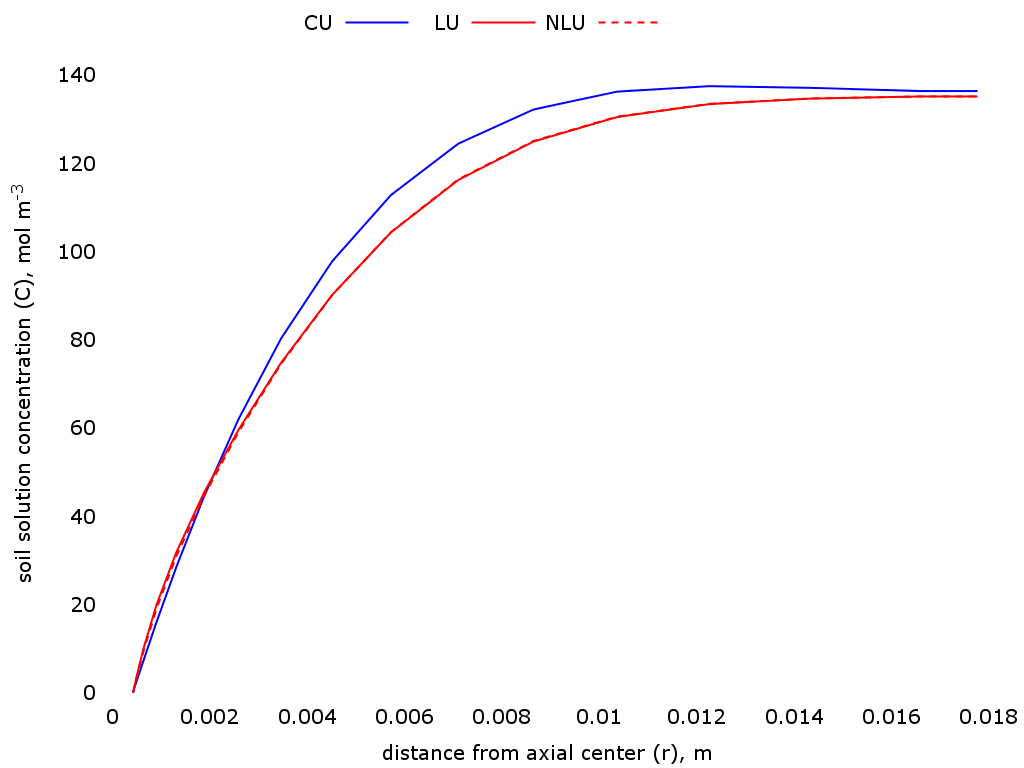 CU LU NLU
140
120
100
80
60
40
20
0
0 0.002 0.004 0.006 0.008 0.01 0.012 0.014 0.016 0.018
soil solution concentration (C), mol m-3
distance from axial center (r), m